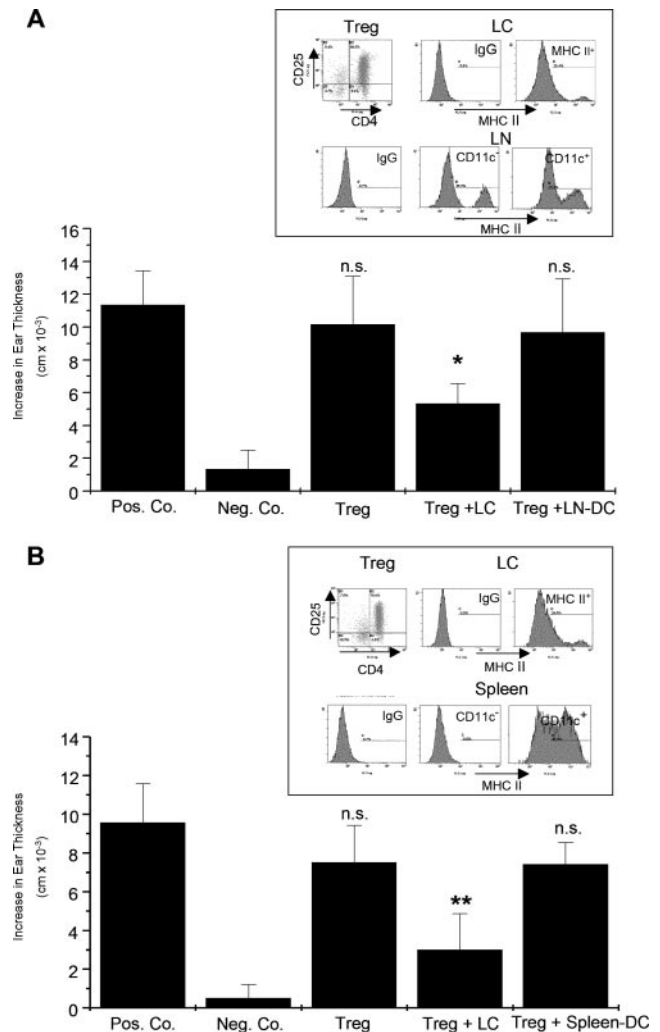 A
Treg LC
CD25
CD4
IgG
MHC II+
MHC II
LN
IgG
CD11c-
CD11c+
MHC II
Increase in Ear Thickness
(cm x 10-3)
16
14
12
10
8
6
4
2
0
n.s.
*
n.s.
Pos. Co. Neg. Co. Treg Treg +LC Treg +LN-DC
B
Treg LC
CD25
CD4
IgG
MHC II+
MHC II
Spleen
IgG
CD11c-
CD11c+
MHC II
Increase in Ear Thickness
(cm x 10-3)
14
12
10
8
6
4
2
0
n.s.
**
n.s.
Pos. Co. Neg. Co. Treg Treg + LC Treg + Spleen-DC